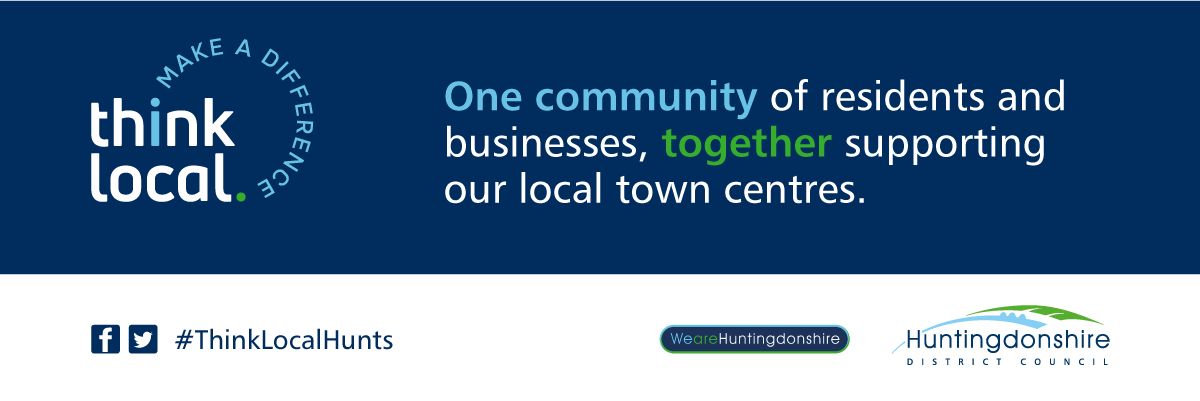 MAKE A DIFFERENCE
think
local.
One community of residents and
businesses, together supporting
our local town centres.
#ThinkLocalHunts
WeareHuntingdonshire
Huntingdonshire
DISTRICT COUNCIL